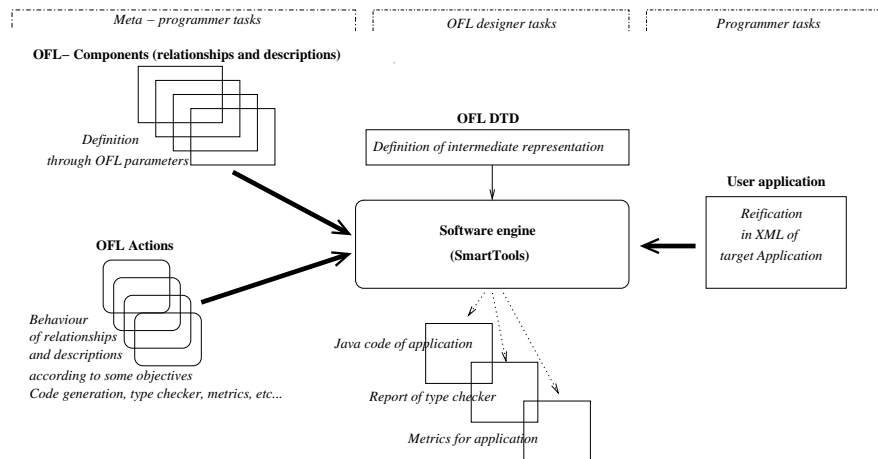 Meta – programmer tasks
OFL designer tasks
Programmer tasks
OFL– Components (relationships and descriptions)
Definition
through OFL parameters
OFL DTD
Definition of intermediate representation
User application
Reification
in XML of
target Application
Software engine
(SmartTools)
OFL Actions
Behaviour
of relationships
and descriptions
according to some objectives
Code generation, type checker, metrics, etc...
Java code of application
Report of type checker
Metrics for application